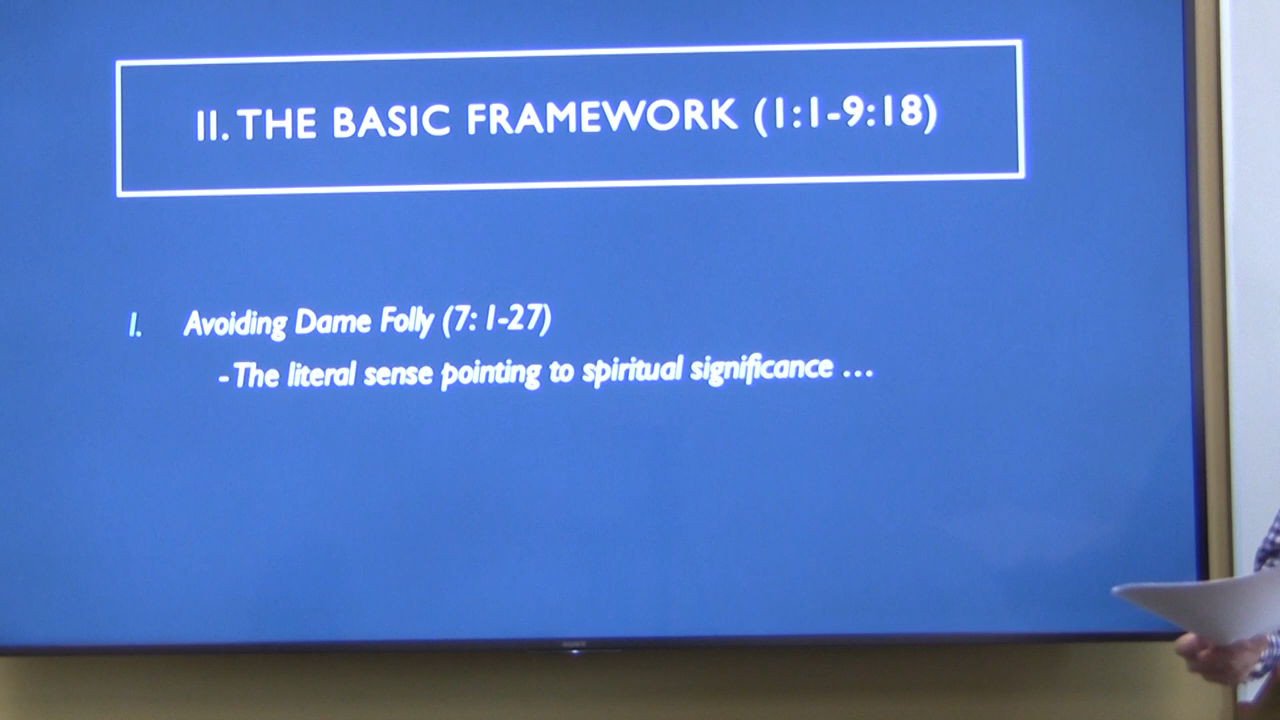 II. THE BASIC FRAMEWORK (1:1-9:18)
I. Avoiding Dame Folly (7: 1-27)
- The literal sense pointing to spiritual significance ...
SONY